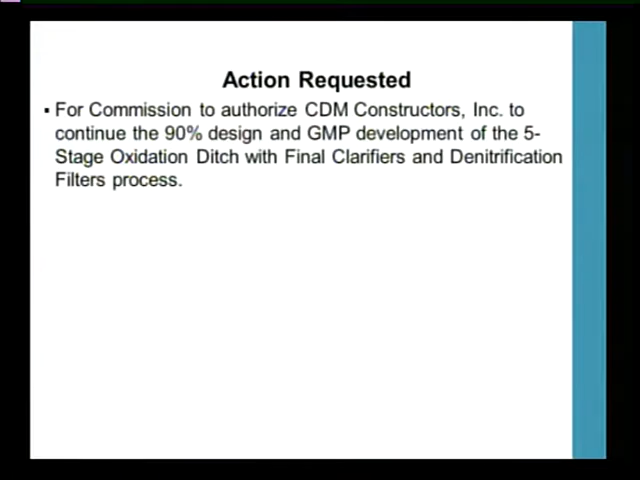 Action Requested
▪ For Commission to authorize CDM Constructors, Inc. to
continue the 90% design and GMP development of the 5-
Stage Oxidation Ditch with Final Clarifiers and Denitrification
Filters process.